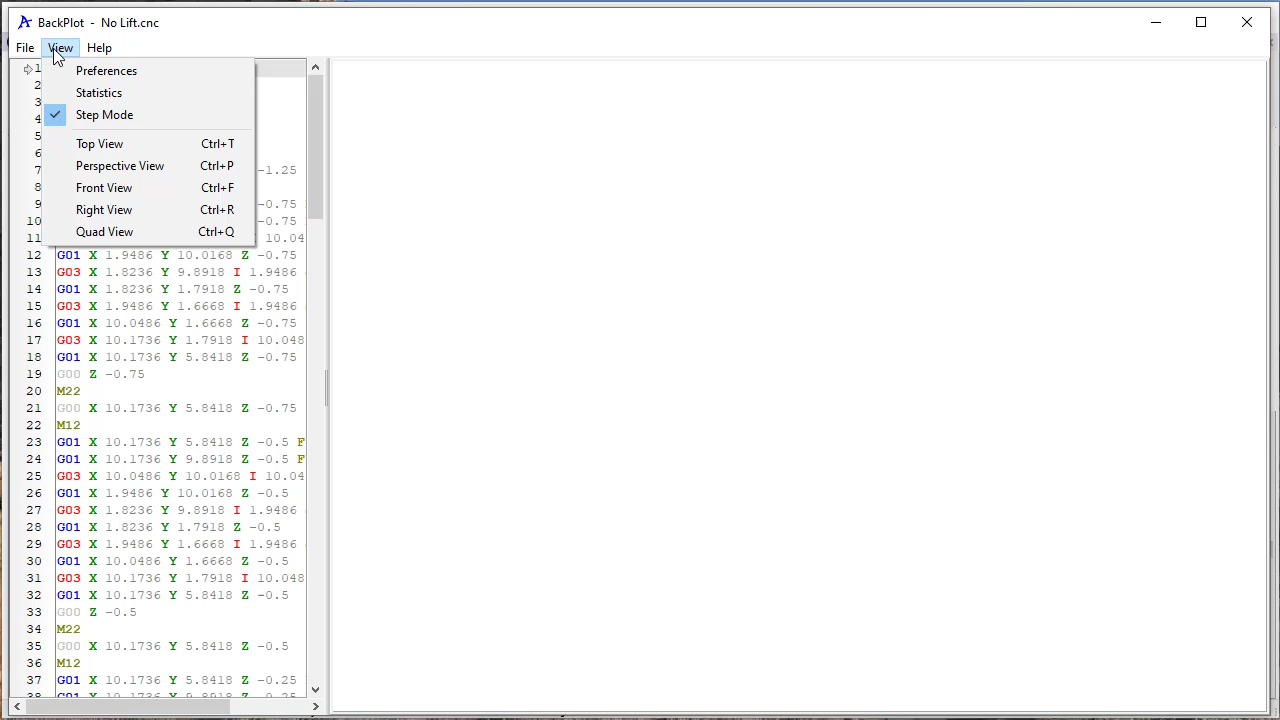 BackPlot - No Lift.cnc
File View Help
Preferences
Statistics
Step Mode
Top View Ctrl+T
Perspective View Ctrl+P
Front View Ctrl+F
Right View Ctrl+R
Quad View Ctrl+Q
1
2
3
4
5
6
7 -1.25
8
9 -0.75
10 -0.75
11 10.04
12 G01 X 1.9486 Y 10.0168 Z -0.75
13 G03 X 1.8236 Y 9.8918 I 1.9486
14 G01 X 1.8236 Y 1.7918 Z -0.75
15 G03 X 1.9486 Y 1.6668 I 1.9486
16 G01 X 10.0486 Y 1.6668 Z -0.75
17 G03 X 10.1736 Y 1.7918 I 10.048
18 G01 X 10.1736 Y 5.8418 Z -0.75
19 G00 Z -0.75
20 M22
21 G00 X 10.1736 Y 5.8418 Z -0.75
22 M12
23 G01 X 10.1736 Y 5.8418 Z -0.5 F
24 G01 X 10.1736 Y 9.8918 Z -0.5 F
25 G03 X 10.0486 Y 10.0168 I 10.04
26 G01 X 1.9486 Y 10.0168 Z -0.5
27 G03 X 1.8236 Y 9.8918 I 1.9486
28 G01 X 1.8236 Y 1.7918 Z -0.5
29 G03 X 1.9486 Y 1.6668 I 1.9486
30 G01 X 10.0486 Y 1.6668 Z -0.5
31 G03 X 10.1736 Y 1.7918 I 10.048
32 G01 X 10.1736 Y 5.8418 Z -0.5
33 G00 Z -0.5
34 M22
35 G00 X 10.1736 Y 5.8418 Z -0.5
36 M12
37 G01 X 10.1736 Y 5.8418 Z -0.25
38 G01 X 10.1736 Y 9.8918 Z -0.25